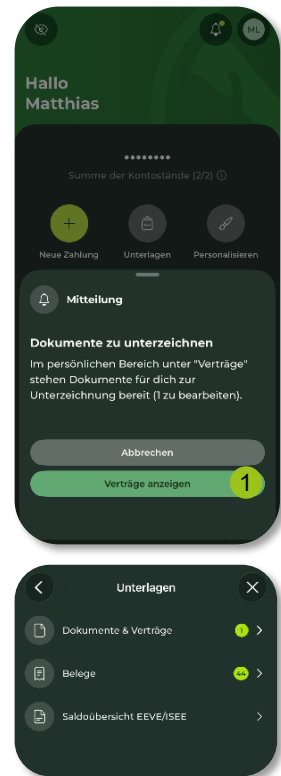 ML
Hallo
Matthias
********
Summe der Kontostände (2/2)
Neue Zahlung
Unterlagen
Personalisieren
Mitteilung
Dokumente zu unterzeichnen
Im persönlichen Bereich unter "Verträge"
stehen Dokumente für dich zur
Unterzeichnung bereit (1 zu bearbeiten).
Abbrechen
Verträge anzeigen
1
Unterlagen
Dokumente & Verträge
1
Belege
44
Saldoübersicht EEVE/ISEE